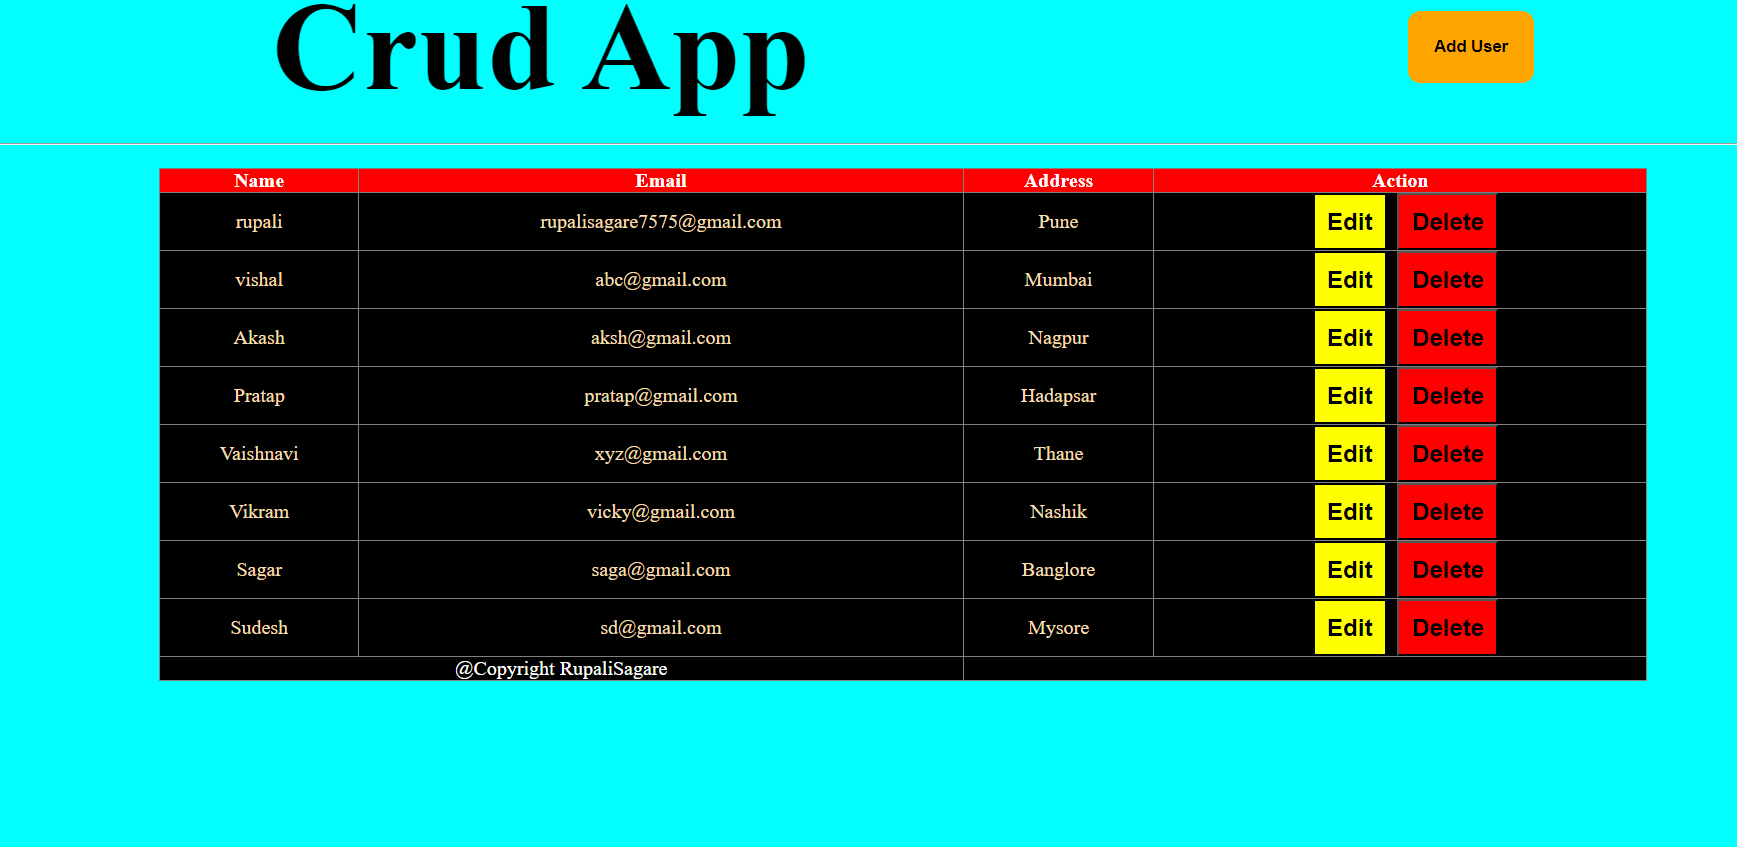 Crud App
Add User
Name Email Address Action
rupali rupalisagare7575@gmail.com Pune Edit Delete
vishal abc@gmail.com Mumbai Edit Delete
Akash aksh@gmail.com Nagpur Edit Delete
Pratap pratap@gmail.com Hadapsar Edit Delete
Vaishnavi xyz@gmail.com Thane Edit Delete
Vikram vicky@gmail.com Nashik Edit Delete
Sagar saga@gmail.com Banglore Edit Delete
Sudesh sd@gmail.com Mysore Edit Delete
@Copyright RupaliSagare